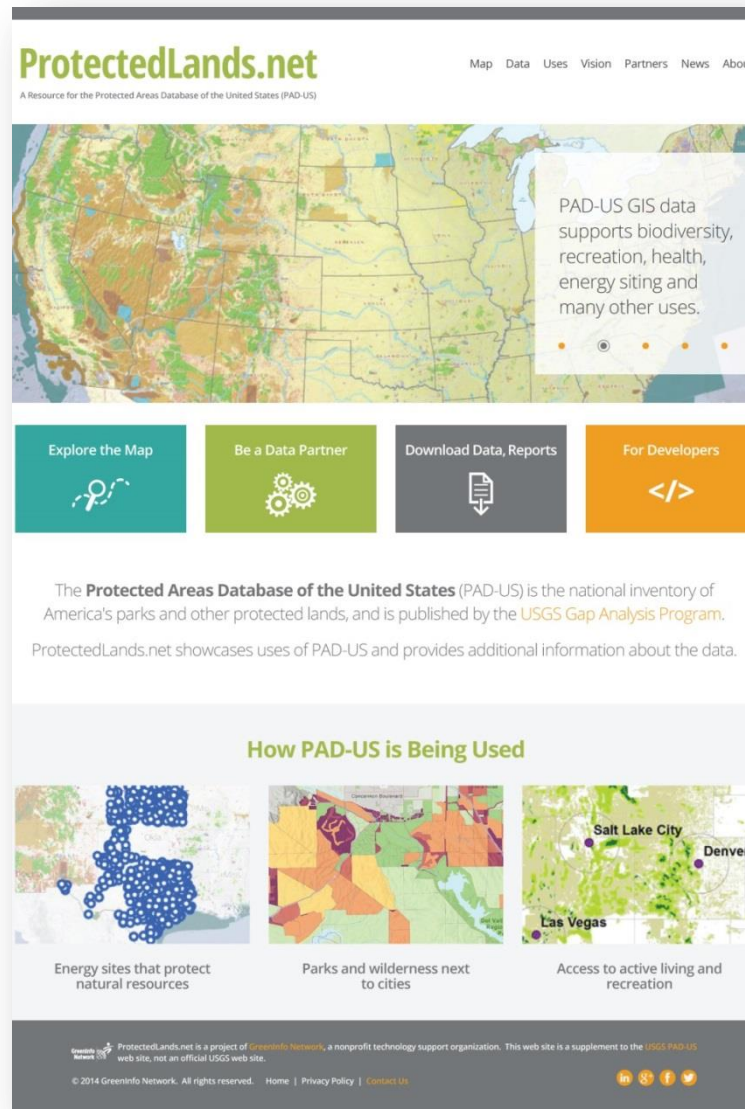 ProtectedLands.net
A Resource for the Protected Areas Database of the United States (PAD-US)
Map Data Uses Vision Partners News Abou
PAD-US GIS data
supports biodiversity,
recreation, health,
energy siting and
many other uses.
Explore the Map
Be a Data Partner
Download Data, Reports
For Developers
</>
The Protected Areas Database of the United States (PAD-US) is the national inventory of
America's parks and other protected lands, and is published by the USGS Gap Analysis Program.
ProtectedLands.net showcases uses of PAD-US and provides additional information about the data.
How PAD-US is Being Used
Salt Lake City
Denver
Las Vegas
Energy sites that protect
natural resources
Parks and wilderness next
to cities
Access to active living and
recreation
GreenInfo
Network
ProtectedLands.net is a project of GreenInfo Network, a nonprofit technology support organization. This web site is a supplement to the USGS PAD-US
web site, not an official USGS web site.
© 2014 GreenInfo Network. All rights reserved. Home | Privacy Policy | Contact Us
in g+ f